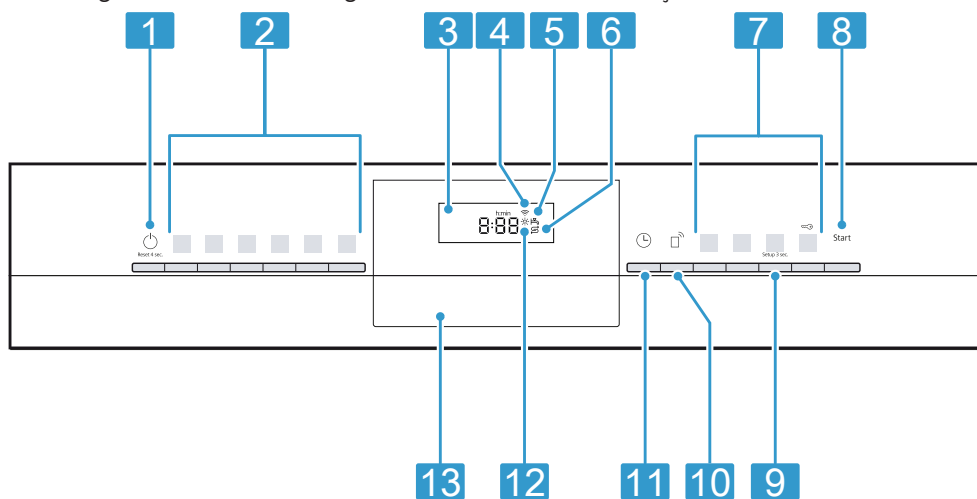 1 2 3 4 5 6 7 8
h:min
8:88
Reset 4 sec.
Setup 3 sec.
Start
13 12 11 10 9